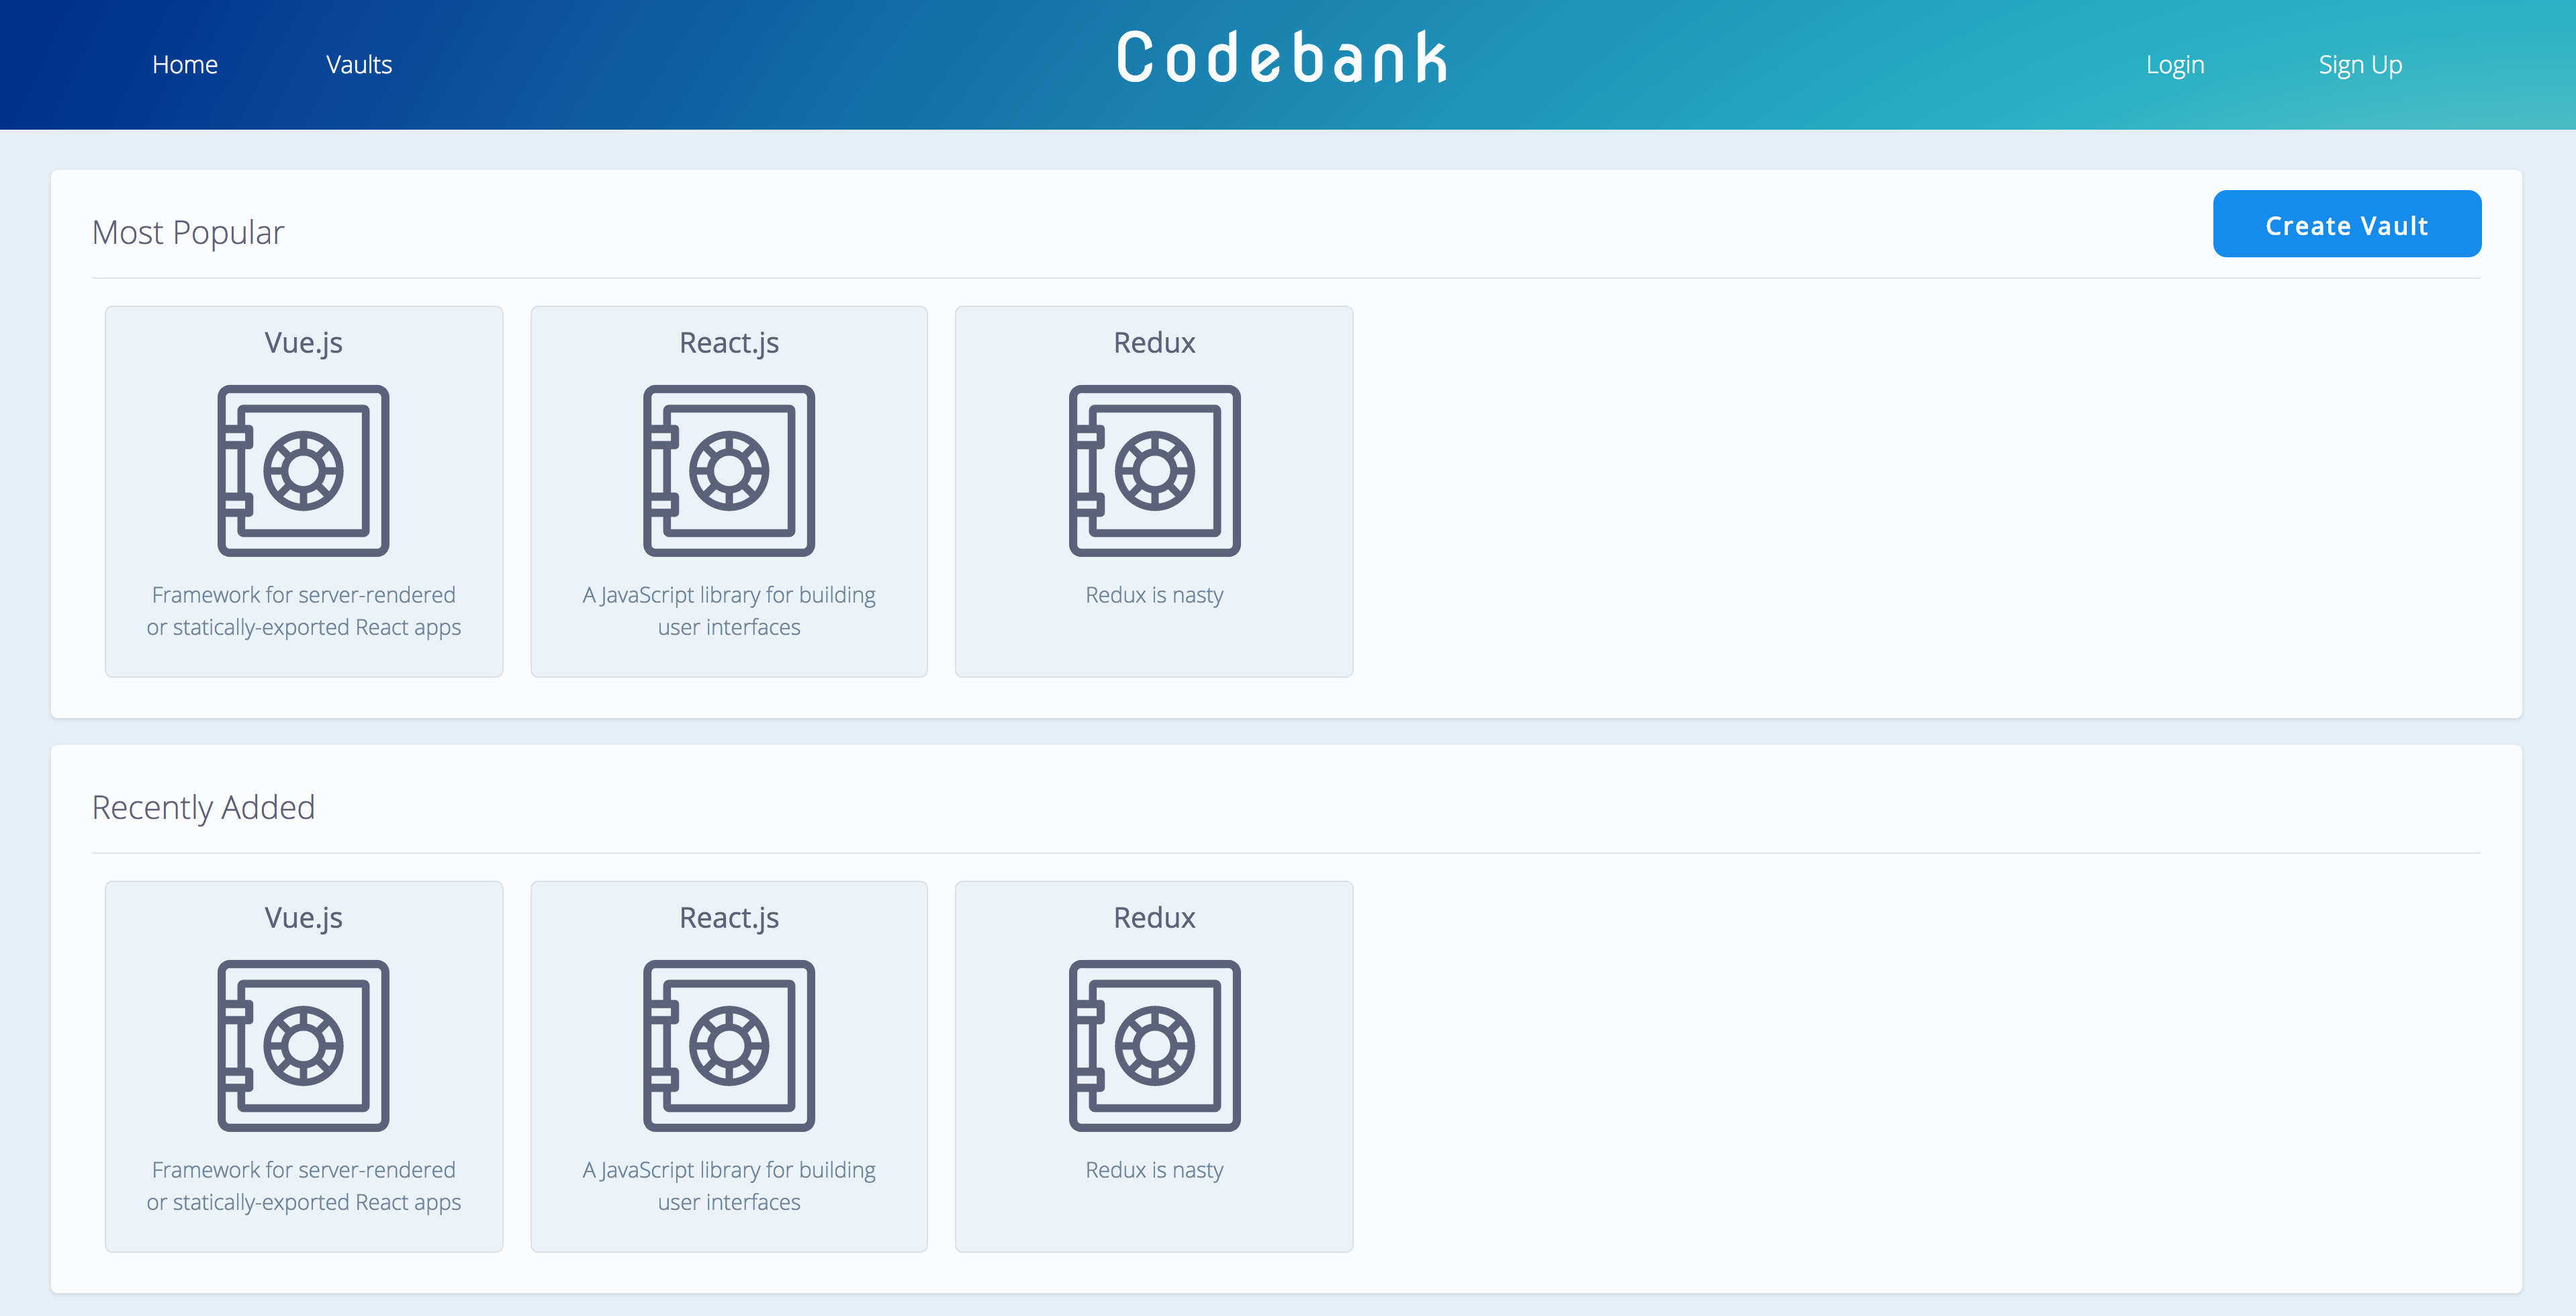 Home
Vaults
Codebank
Login
Sign Up
Most Popular
Create Vault
Vue.js
Framework for server-rendered
or statically-exported React apps
React.js
A JavaScript library for building
user interfaces
Redux
Redux is nasty
Recently Added
Vue.js
Framework for server-rendered
or statically-exported React apps
React.js
A JavaScript library for building
user interfaces
Redux
Redux is nasty